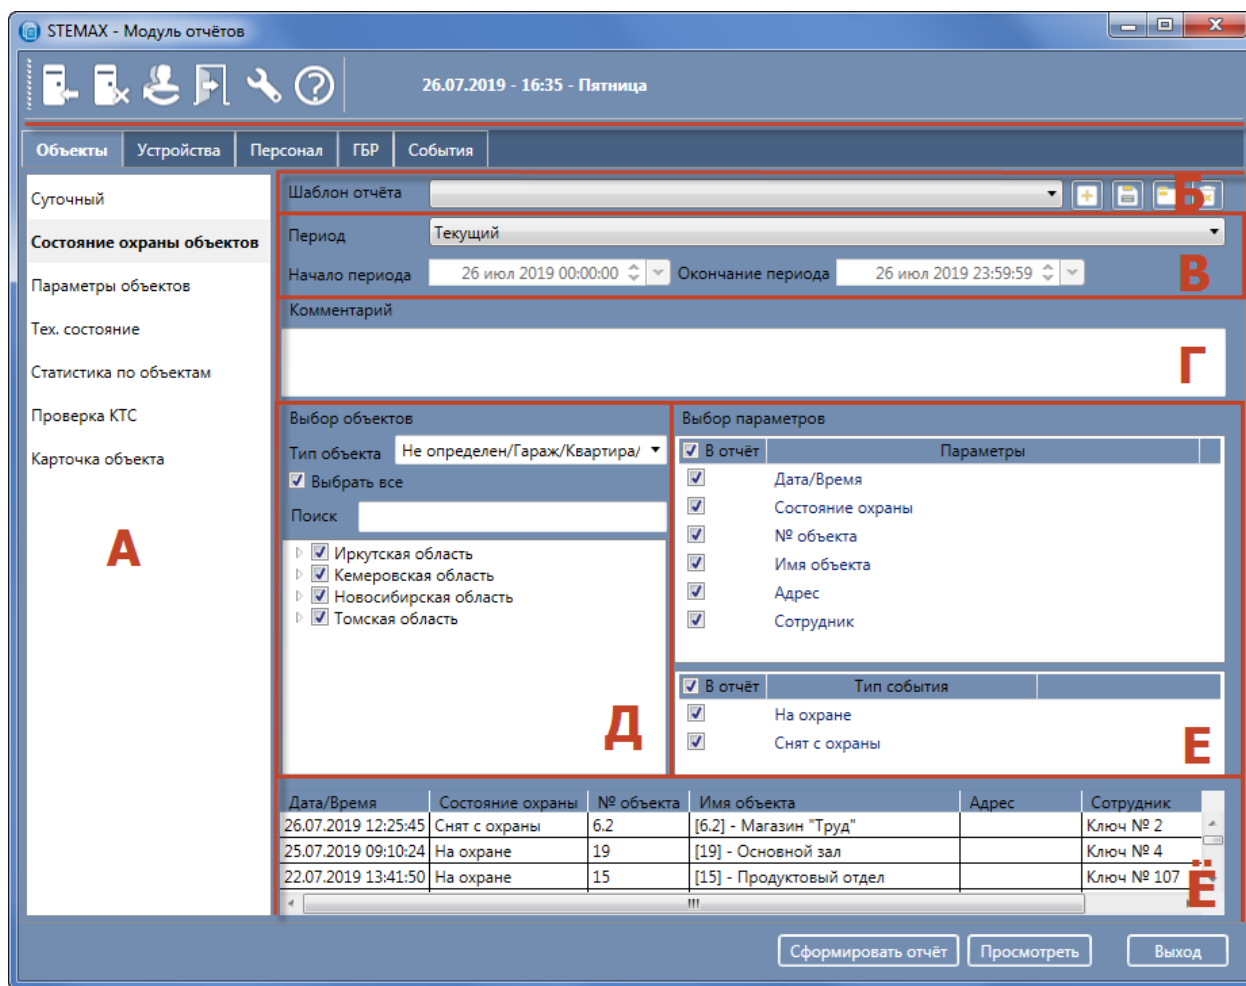 STEMAX - Модуль отчётов
26.07.2019 - 16:35 - Пятница
Объекты Устройства Персонал ГБР События
Суточный
Состояние охраны объектов
Параметры объектов
Тех. состояние
Статистика по объектам
Проверка КТС
Карточка объекта
А
Шаблон отчёта
Б
Период Текущий
Начало периода 26 июл 2019 00:00:00 Окончание периода 26 июл 2019 23:59:59
В
Комментарий
Г
Выбор объектов
Тип объекта Не определен/Гараж/Квартира/
Выбрать все
Поиск
Иркутская область
Кемеровская область
Новосибирская область
Томская область
Д
Выбор параметров
В отчёт Параметры
Дата/Время
Состояние охраны
№ объекта
Имя объекта
Адрес
Сотрудник
В отчёт Тип события
На охране
Снят с охраны
Е
Дата/Время Состояние охраны № объекта Имя объекта Адрес Сотрудник
26.07.2019 12:25:45 Снят с охраны 6.2 [6.2] - Магазин "Труд" Ключ № 2
25.07.2019 09:10:24 На охране 19 [19] - Основной зал Ключ № 4
22.07.2019 13:41:50 На охране 15 [15] - Продуктовый отдел Ключ № 107
Ё
Сформировать отчёт Просмотреть Выход